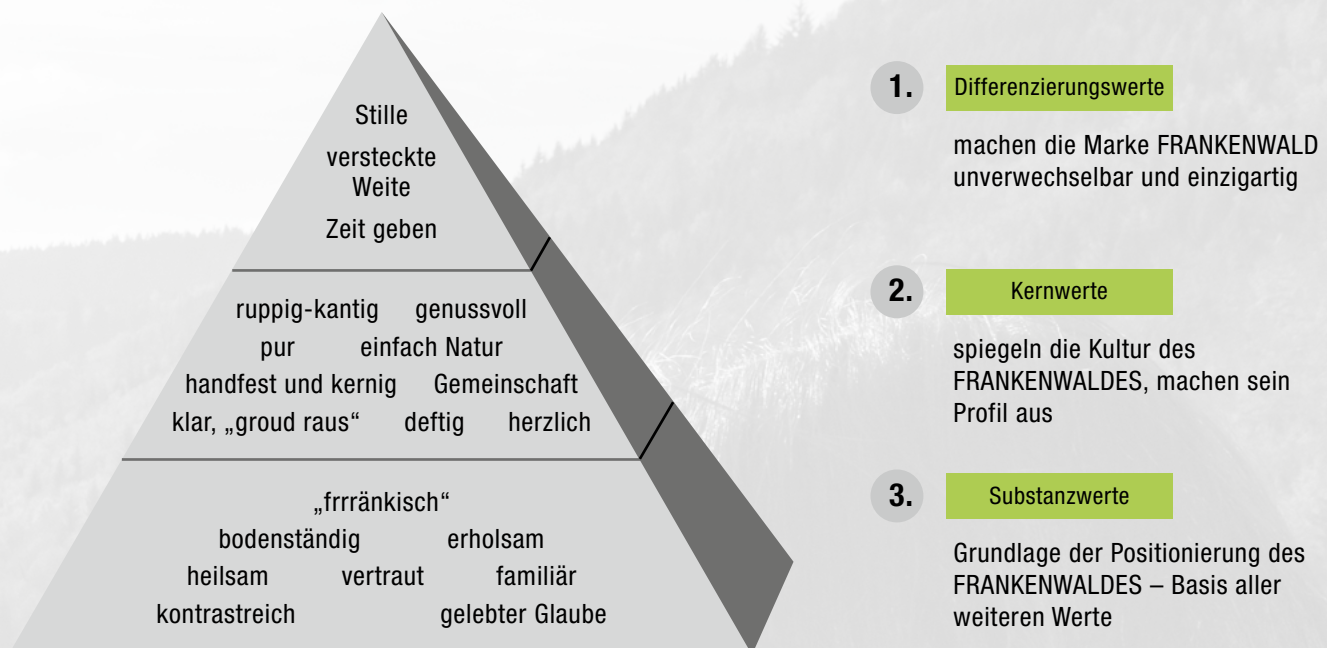 Stille
versteckte
Weite
Zeit geben
ruppig-kantig genussvoll
pur einfach Natur
handfest und kernig Gemeinschaft
klar, „groud raus“ deftig herzlich
„frrränkisch“
bodenständig erholsam
heilsam vertraut familiär
kontrastreich gelebter Glaube
1. Differenzierungswerte
machen die Marke FRANKENWALD
unverwechselbar und einzigartig
2. Kernwerte
spiegeln die Kultur des
FRANKENWALDES, machen sein
Profil aus
3. Substanzwerte
Grundlage der Positionierung des
FRANKENWALDES – Basis aller
weiteren Werte